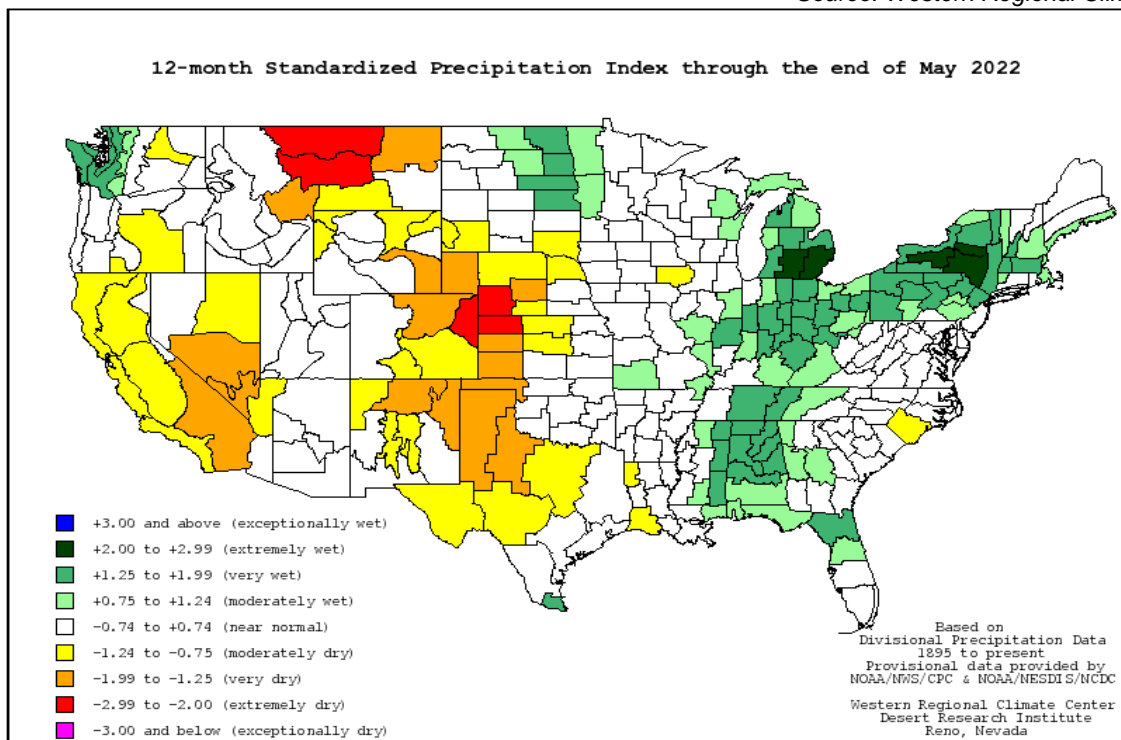 Source: Western Regional Clim
12-month Standardized Precipitation Index through the end of May 2022
+3.00 and above (exceptionally wet)
+2.00 to +2.99 (extremely wet)
+1.25 to +1.99 (very wet)
+0.75 to +1.24 (moderately wet)
-0.74 to +0.74 (near normal)
-1.24 to -0.75 (moderately dry)
-1.99 to -1.25 (very dry)
-2.99 to -2.00 (extremely dry)
-3.00 and below (exceptionally dry)
Based on
Divisional Precipitation Data
1895 to present
Provisional data provided by
NOAA/NWS/CPC & NOAA/NESDIS/NCDC
Western Regional Climate Center
Desert Research Institute
Reno, Nevada